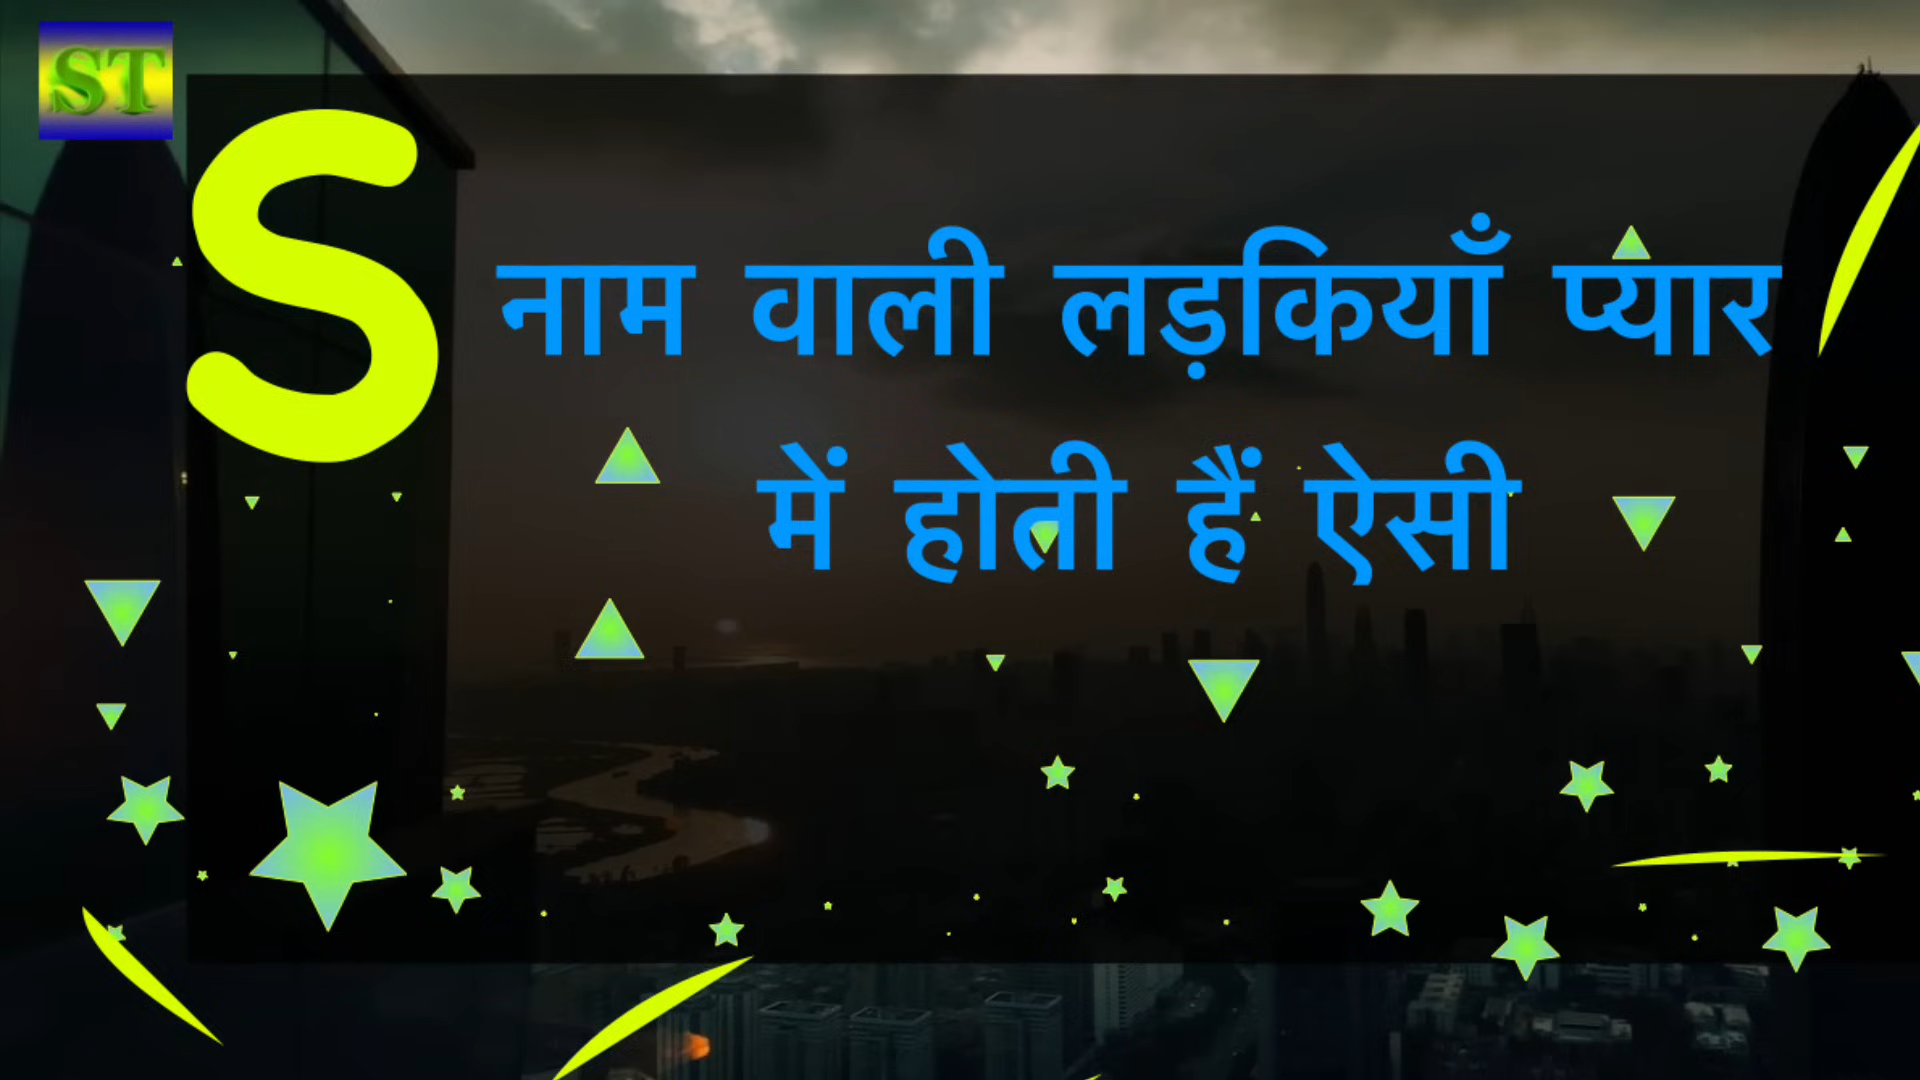 ST
S नाम वाली लड़कियाँ प्यार
में होती हैं ऐसी